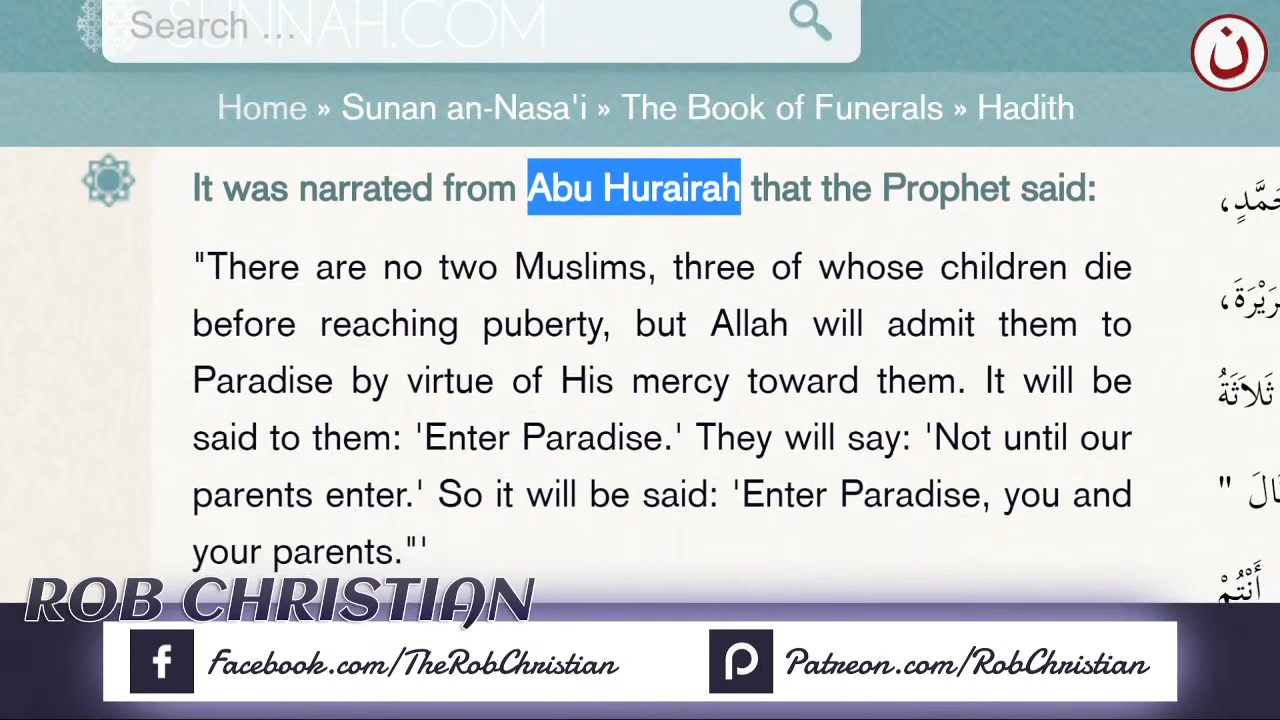 SUNNAH.COM
Search ...
ن
Home » Sunan an-Nasa'i » The Book of Funerals » Hadith
It was narrated from Abu Hurairah that the Prophet said:
"There are no two Muslims, three of whose children die
before reaching puberty, but Allah will admit them to
Paradise by virtue of His mercy toward them. It will be
said to them: 'Enter Paradise.' They will say: 'Not until our
parents enter.' So it will be said: 'Enter Paradise, you and
your parents."'
ثَلاَثَةُ
أَنْتُمْ
ROB CHRISTIAN
Facebook.com/TheRobChristian
Patreon.com/RobChristian